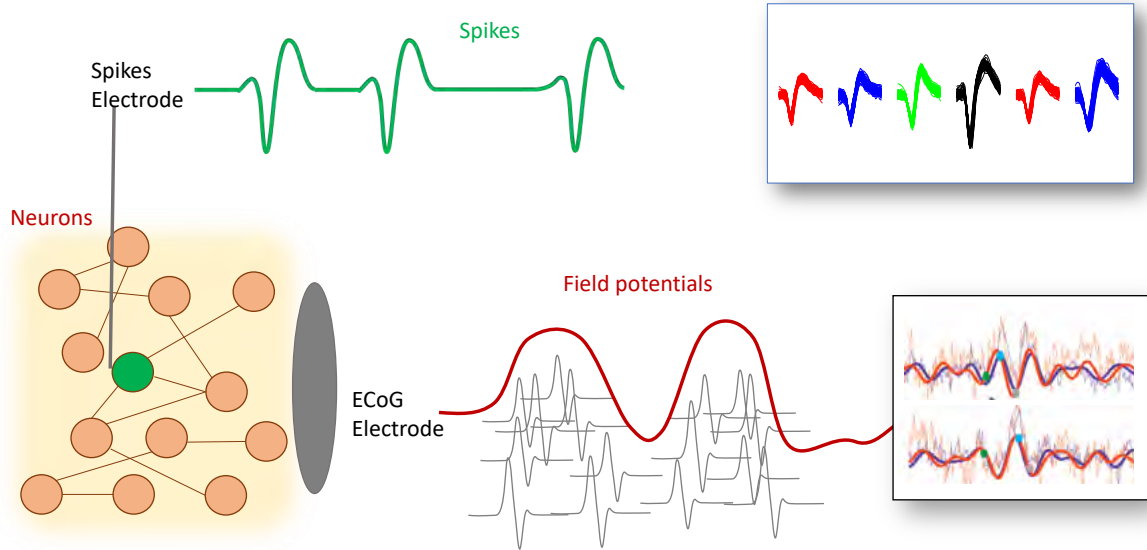 Spikes
Spikes
Electrode
Neurons
Field potentials
ECoG
Electrode